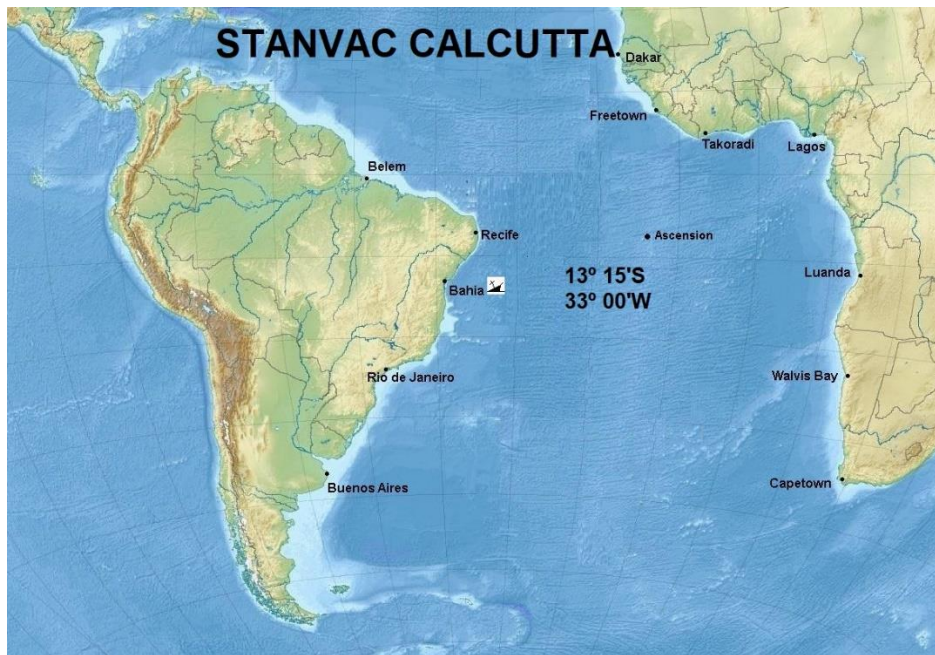 STANVAC CALCUTTA
Dakar
Freetown
Takoradi
Lagos
Belem
Recife
Ascension
13º 15'S
33º 00'W
Luanda
Bahia
Rio de Janeiro
Walvis Bay
Buenos Aires
Capetown